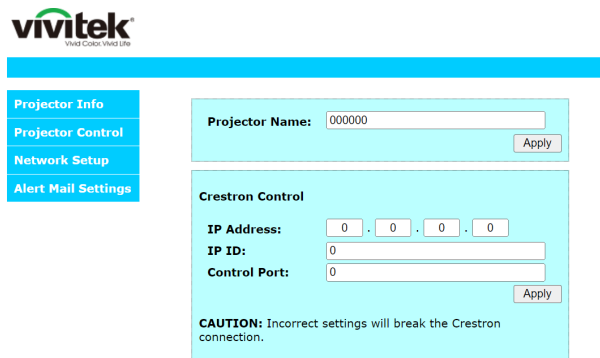 vivitek
Vivid Color. Vivid Life
Projector Info
Projector Control
Network Setup
Alert Mail Settings
Projector Name: 000000
Apply
Crestron Control
IP Address: 0 . 0 . 0 . 0
IP ID: 0
Control Port: 0
Apply
CAUTION: Incorrect settings will break the Crestron
connection.